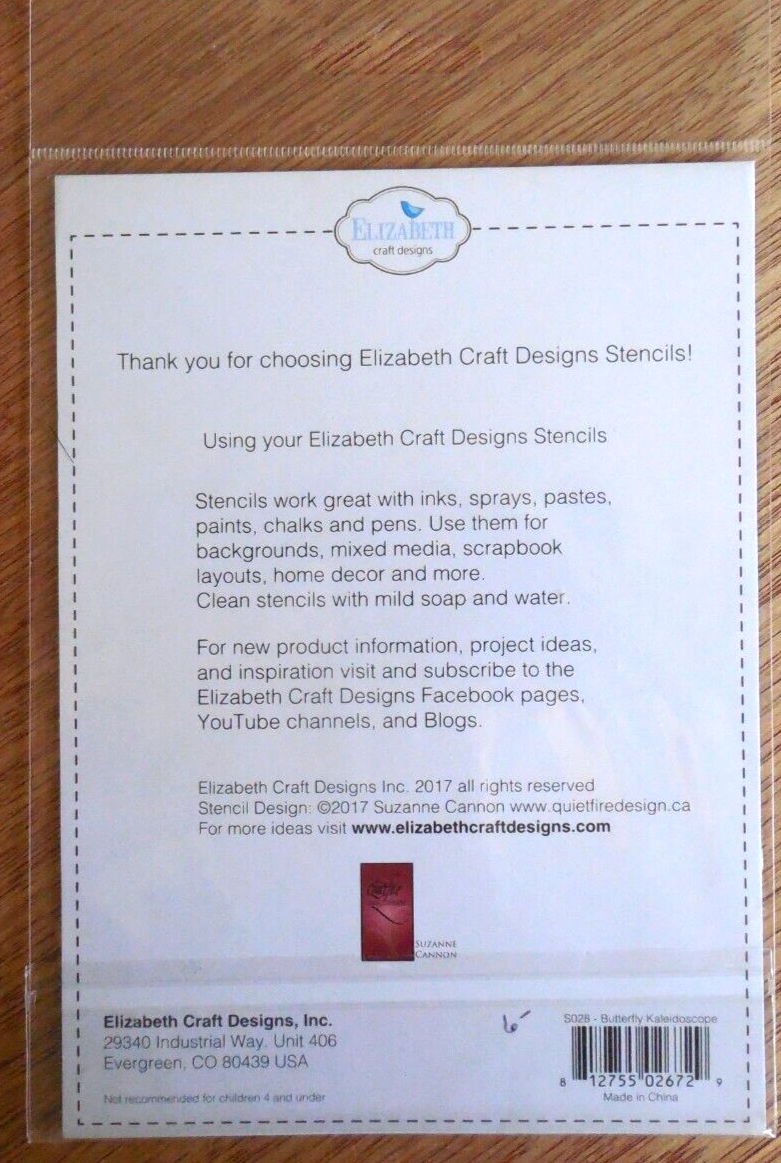 ELIZABETH
craft designs
Thank you for choosing Elizabeth Craft Designs Stencils!
Using your Elizabeth Craft Designs Stencils
Stencils work great with inks, sprays, pastes,
paints, chalks and pens. Use them for
backgrounds, mixed media, scrapbook
layouts, home decor and more.
Clean stencils with mild soap and water.
For new product information, project ideas,
and inspiration visit and subscribe to the
Elizabeth Craft Designs Facebook pages,
YouTube channels, and Blogs.
Elizabeth Craft Designs Inc. 2017 all rights reserved
Stencil Design: ©2017 Suzanne Cannon www.quietfiredesign.ca
For more ideas visit www.elizabethcraftdesigns.com
SUZANNE
CANNON
Elizabeth Craft Designs, Inc.
29340 Industrial Way. Unit 406
Evergreen, CO 80439 USA
Not recommended for children 4 and under
S028 - Butterfly Kaleidoscope
8 12755 02672 9
Made in China